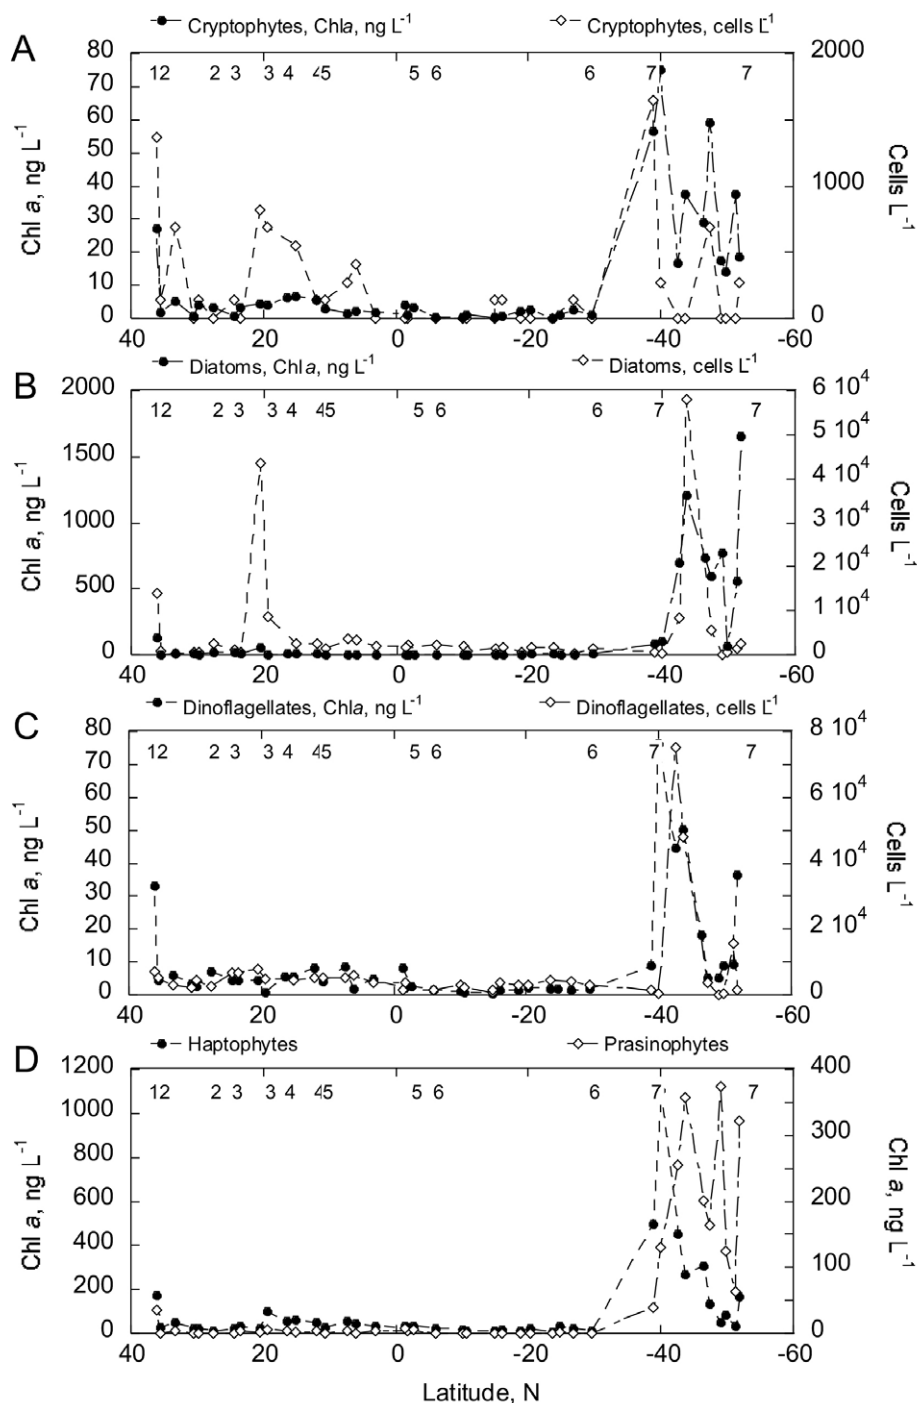 Cryptophytes, Chla, ng L⁻¹ Cryptophytes, cells L⁻¹
A
80 2000
12 2 3 3 4 45 5 6 6 7 7
70
60
50
40 1000
30
20
10
0 0
40 20 0 -20 -40 -60
Chl a, ng L⁻¹
Cells L⁻¹
Diatoms, Chla, ng L⁻¹ Diatoms, cells L⁻¹
B
2000 6 10⁴
12 2 3 3 4 45 5 6 6 7 7
5 10⁴
1500
4 10⁴
1000 3 10⁴
2 10⁴
500
1 10⁴
0 0
40 20 0 -20 -40 -60
Chl a, ng L⁻¹
Cells L⁻¹
Dinoflagellates, Chla, ng L⁻¹ Dinoflagellates, cells L⁻¹
C
80 8 10⁴
12 2 3 3 4 45 5 6 6 7 7
70
60 6 10⁴
50
40 4 10⁴
30
20 2 10⁴
10
0 0
40 20 0 -20 -40 -60
Chl a, ng L⁻¹
Cells L⁻¹
Haptophytes Prasinophytes
D
1200 400
12 2 3 3 4 45 5 6 6 7 7
1000
300
800
600 200
400
100
200
0 0
40 20 0 -20 -40 -60
Chl a, ng L⁻¹
Chl a, ng L⁻¹
Latitude, N